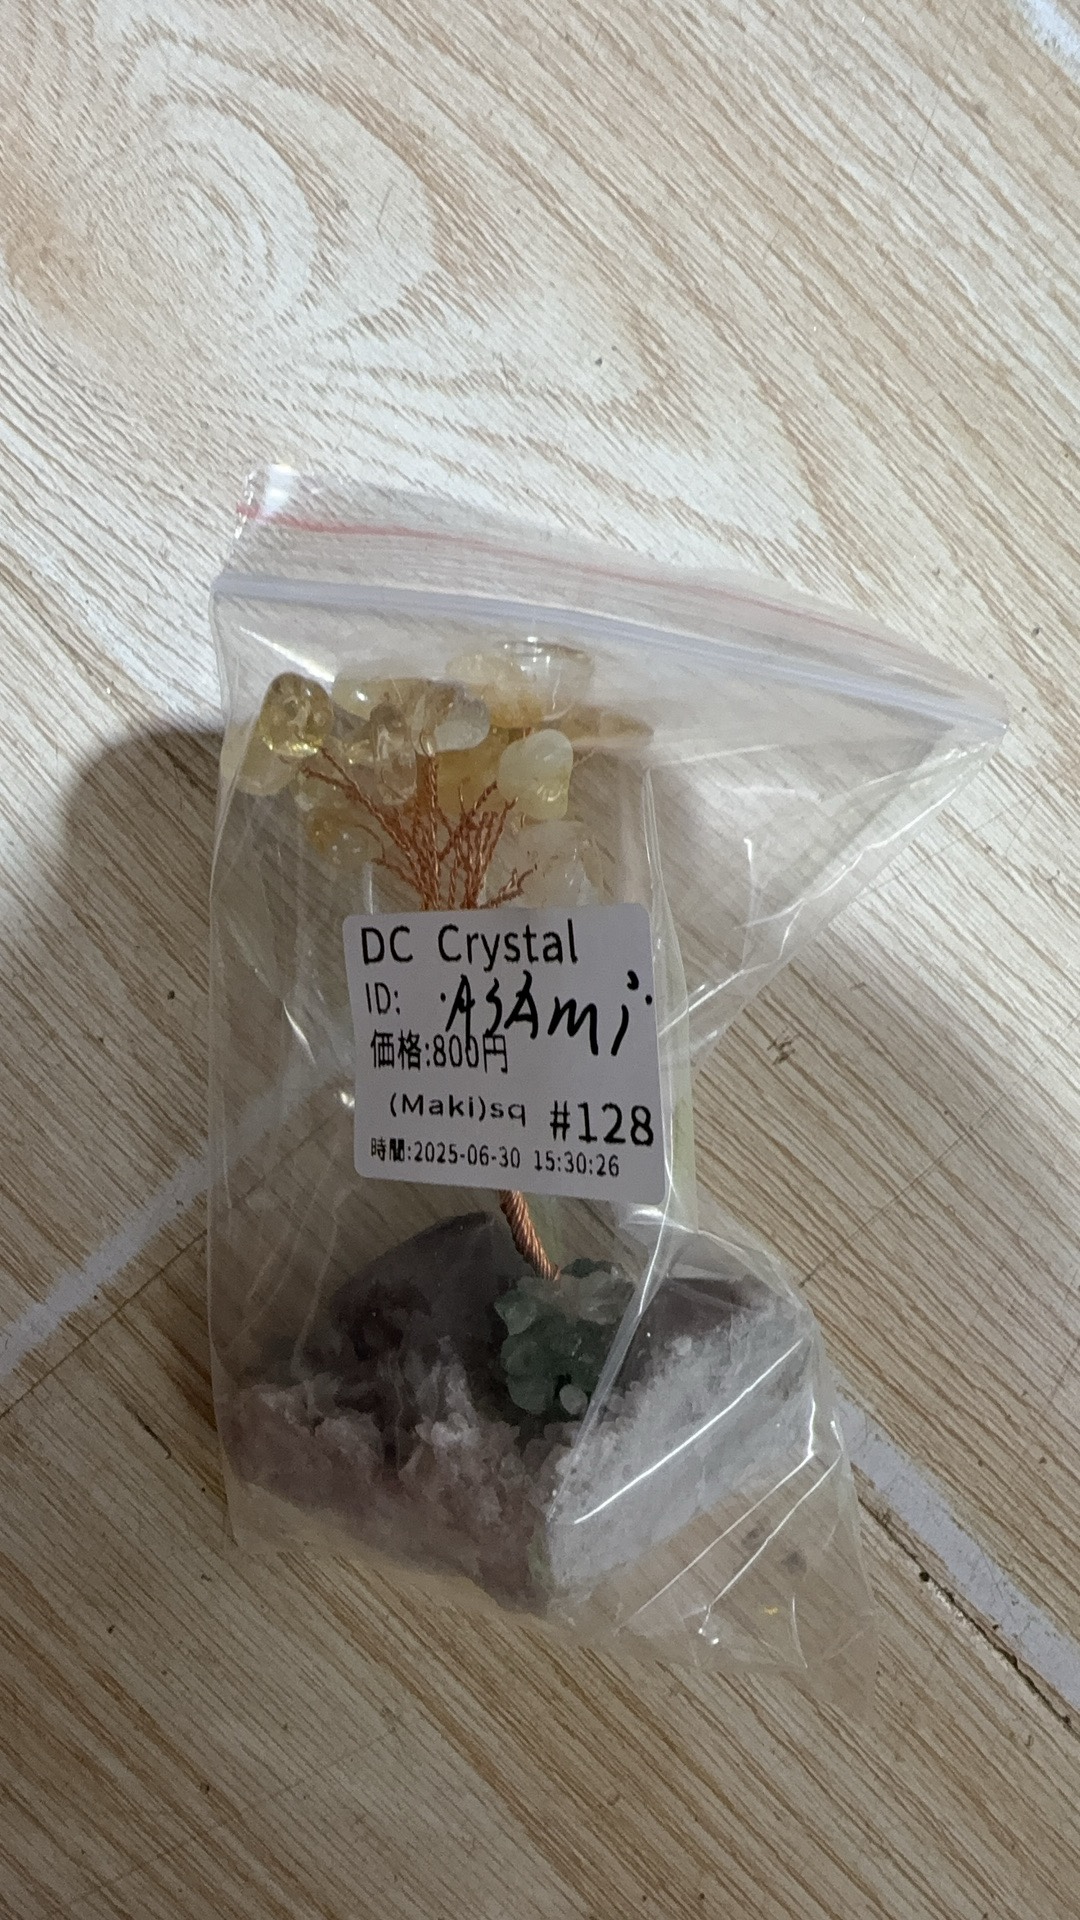 DC Crystal
ID: ·ASAmi·
価格:800円
(Maki)sq #128
時間:2025-06-30 15:30:26